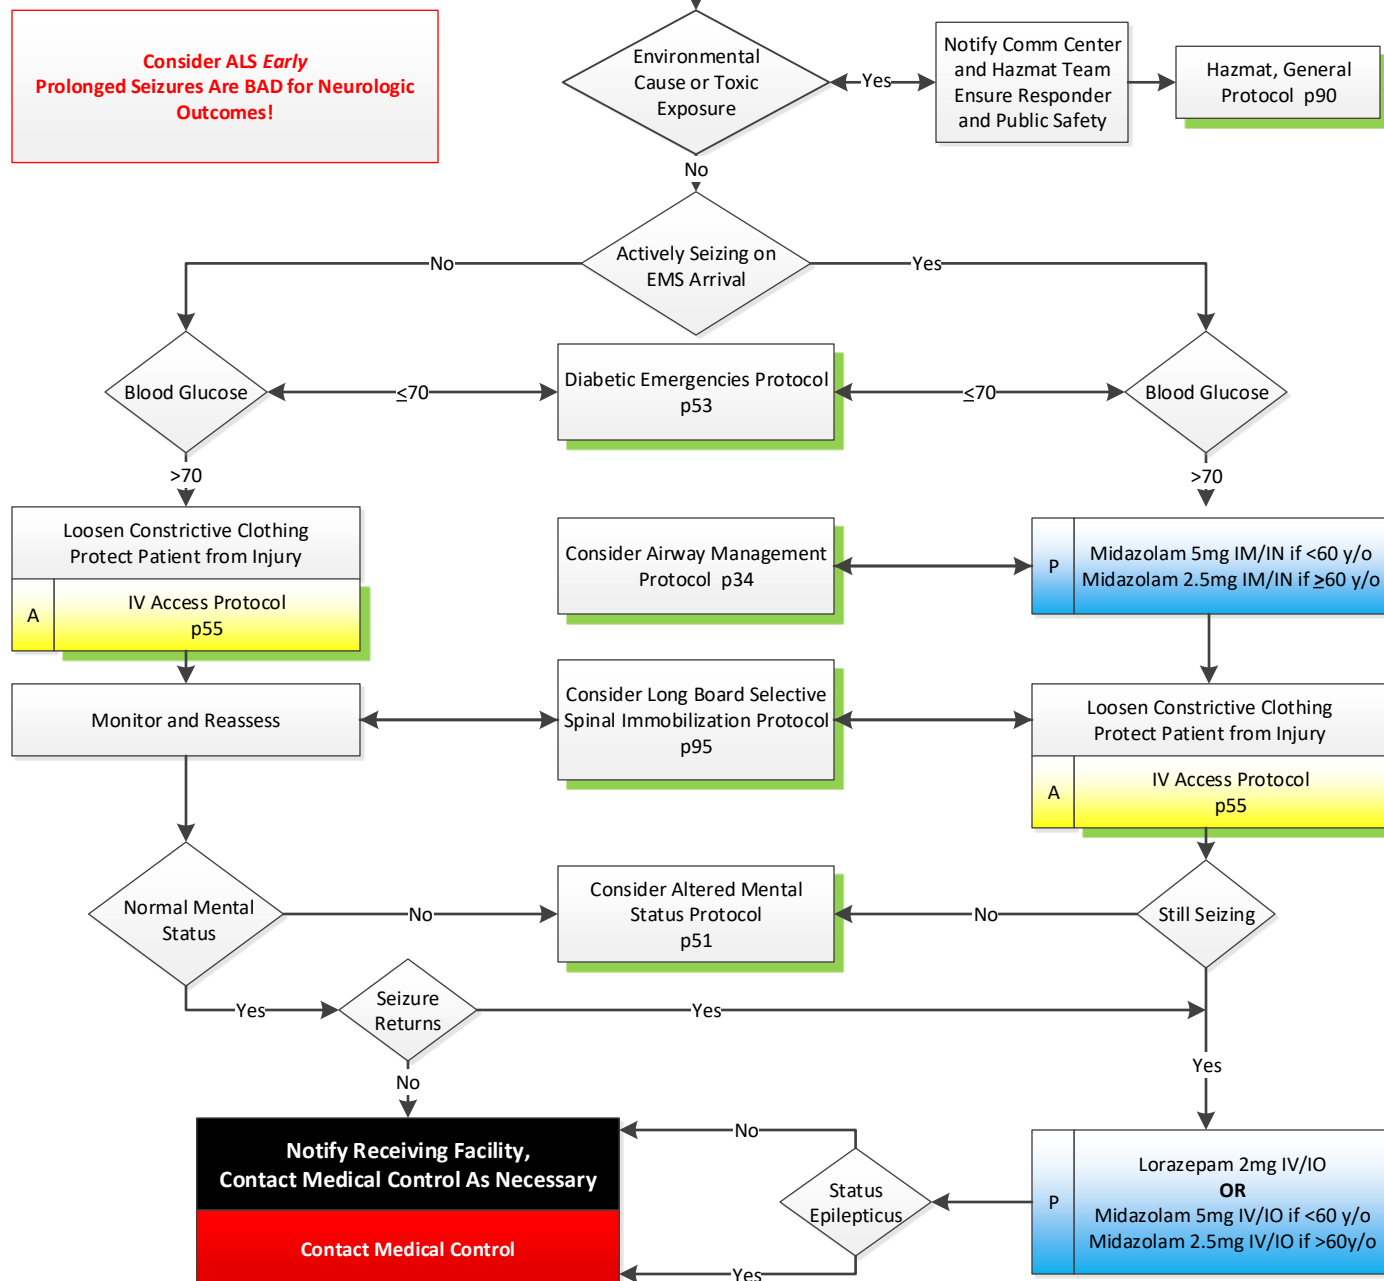 Consider ALS Early
Prolonged Seizures Are BAD for Neurologic
Outcomes!
Environmental
Cause or Toxic
Exposure
Yes
Notify Comm Center
and Hazmat Team
Ensure Responder
and Public Safety
Hazmat, General
Protocol p90
No
Actively Seizing on
EMS Arrival
No
Yes
Blood Glucose
≤70
Diabetic Emergencies Protocol
p53
≤70
Blood Glucose
>70
>70
Loosen Constrictive Clothing
Protect Patient from Injury
A
IV Access Protocol
p55
Consider Airway Management
Protocol p34
P
Midazolam 5mg IM/IN if <60 y/o
Midazolam 2.5mg IM/IN if ≥60 y/o
Monitor and Reassess
Consider Long Board Selective
Spinal Immobilization Protocol
p95
Loosen Constrictive Clothing
Protect Patient from Injury
A
IV Access Protocol
p55
Normal Mental
Status
No
Consider Altered Mental
Status Protocol
p51
No
Still Seizing
Yes
Seizure
Returns
Yes
Yes
No
Notify Receiving Facility,
Contact Medical Control As Necessary
Contact Medical Control
No
Status
Epilepticus
Yes
P
Lorazepam 2mg IV/IO
OR
Midazolam 5mg IV/IO if <60 y/o
Midazolam 2.5mg IV/IO if >60y/o